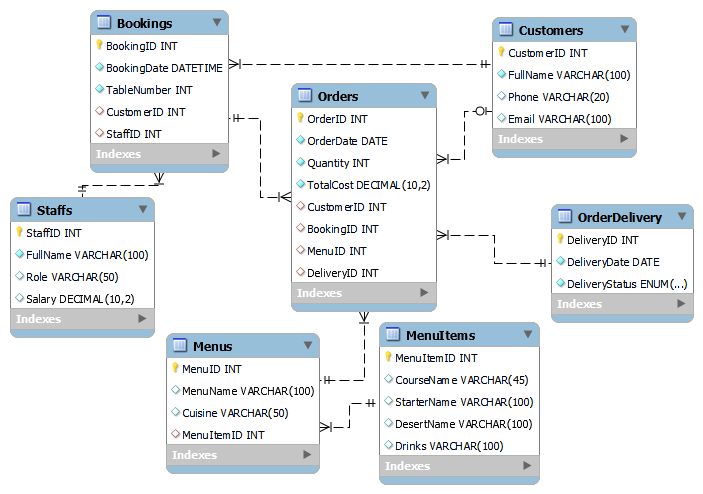 Bookings
BookingID INT
BookingDate DATETIME
TableNumber INT
CustomerID INT
StaffID INT
Indexes
Customers
CustomerID INT
FullName VARCHAR(100)
Phone VARCHAR(20)
Email VARCHAR(100)
Indexes
Orders
OrderID INT
OrderDate DATE
Quantity INT
TotalCost DECIMAL(10,2)
CustomerID INT
BookingID INT
MenuID INT
DeliveryID INT
Indexes
Staffs
StaffID INT
FullName VARCHAR(100)
Role VARCHAR(50)
Salary DECIMAL(10,2)
Indexes
OrderDelivery
DeliveryID INT
DeliveryDate DATE
DeliveryStatus ENUM(...)
Indexes
Menus
MenuID INT
MenuName VARCHAR(100)
Cuisine VARCHAR(50)
MenuItemID INT
Indexes
MenuItems
MenuItemID INT
CourseName VARCHAR(45)
StarterName VARCHAR(100)
DesertName VARCHAR(100)
Drinks VARCHAR(100)
Indexes